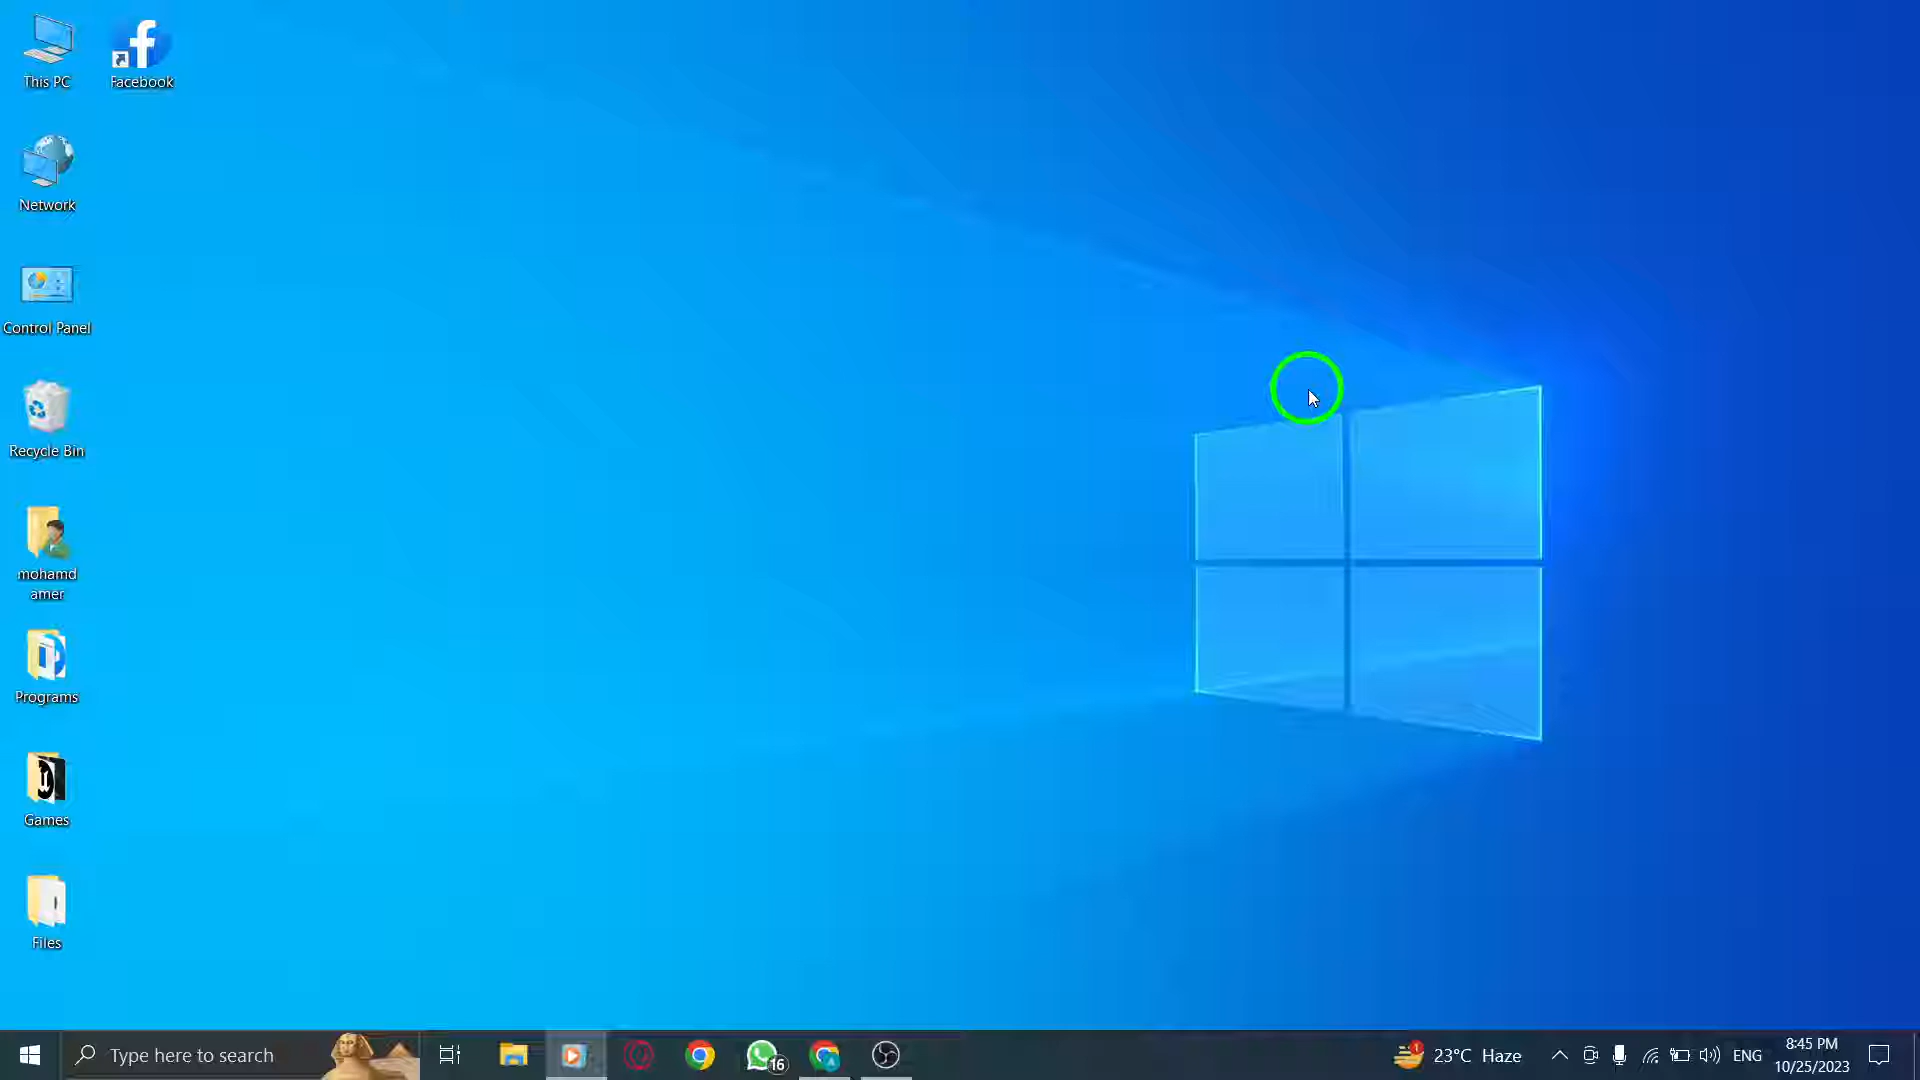 This PC
Facebook
Network
Control Panel
Recycle Bin
mohamd
amer
Programs
Games
Files
Type here to search
16
1
23°C Haze
ENG
8:45 PM
10/25/2023